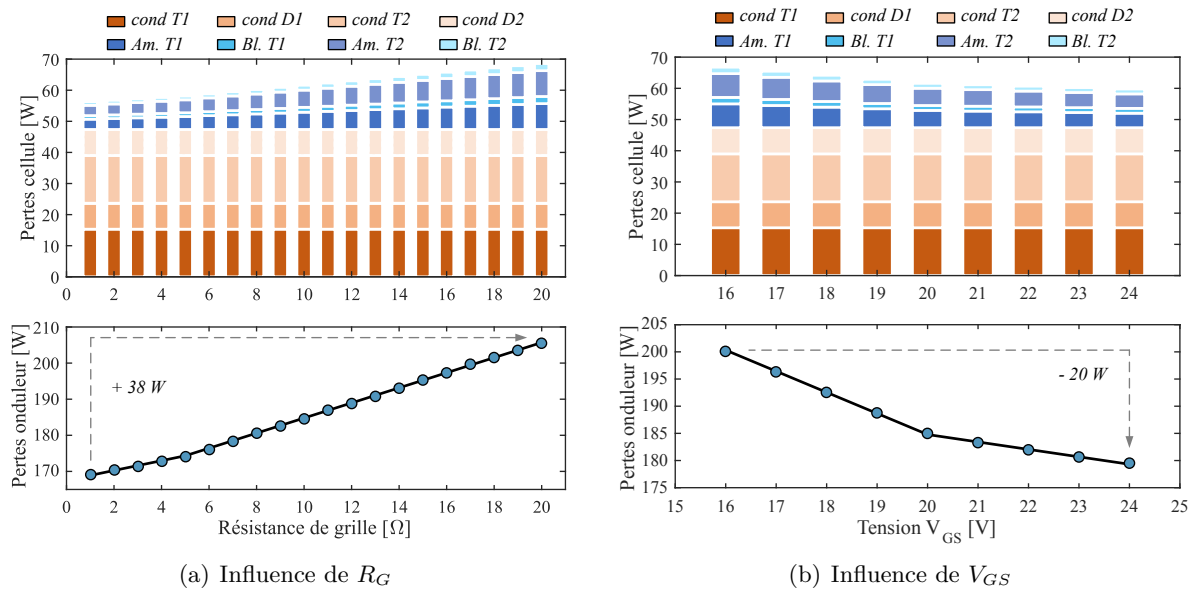 cond T1 cond D1 cond T2 cond D2
Am. T1 Bl. T1 Am. T2 Bl. T2
Pertes cellule [W]
70
60
50
40
30
20
10
0
0 2 4 6 8 10 12 14 16 18 20
Pertes onduleur [W]
210
200
190
180
170
+ 38 W
0 2 4 6 8 10 12 14 16 18 20
Résistance de grille [Ω]
(a) Influence de R_G
cond T1 cond D1 cond T2 cond D2
Am. T1 Bl. T1 Am. T2 Bl. T2
Pertes cellule [W]
70
60
50
40
30
20
10
0
16 17 18 19 20 21 22 23 24
Pertes onduleur [W]
205
200
195
190
185
180
175
- 20 W
15 16 17 18 19 20 21 22 23 24 25
Tension V_GS [V]
(b) Influence de V_GS